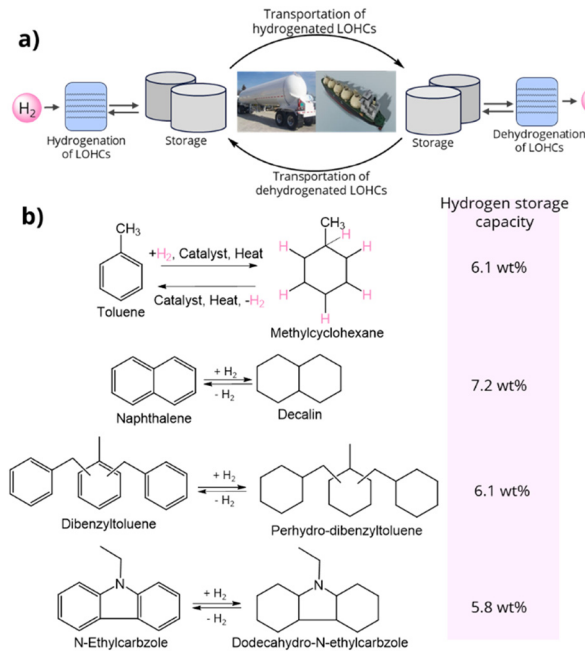 a)
Transportation of
hydrogenated LOHCs
H2
Hydrogenation
of LOHCs
Storage
Storage
Dehydrogenation
of LOHCs
Transportation of
dehydrogenated LOHCs
b)
Hydrogen storage
capacity
CH3
+H2, Catalyst, Heat
Catalyst, Heat, -H2
Toluene
CH3
H
H
H
H
H
H
Methylcyclohexane
6.1 wt%
+ H2
- H2
Naphthalene
Decalin
7.2 wt%
+ H2
- H2
Dibenzyltoluene
Perhydro-dibenzyltoluene
6.1 wt%
N
+ H2
- H2
N
N-Ethylcarbzole
Dodecahydro-N-ethylcarbzole
5.8 wt%